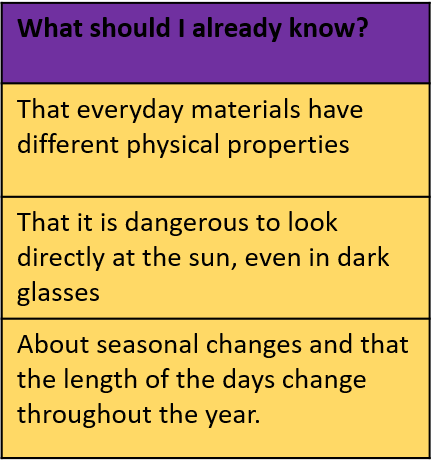 What should I already know?
That everyday materials have
different physical properties
That it is dangerous to look
directly at the sun, even in dark
glasses
About seasonal changes and that
the length of the days change
throughout the year.